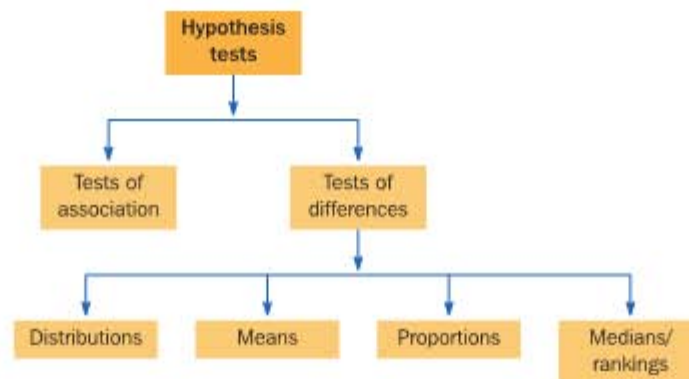 Hypothesis
tests
Tests of
association
Tests of
differences
Distributions
Means
Proportions
Medians/
rankings